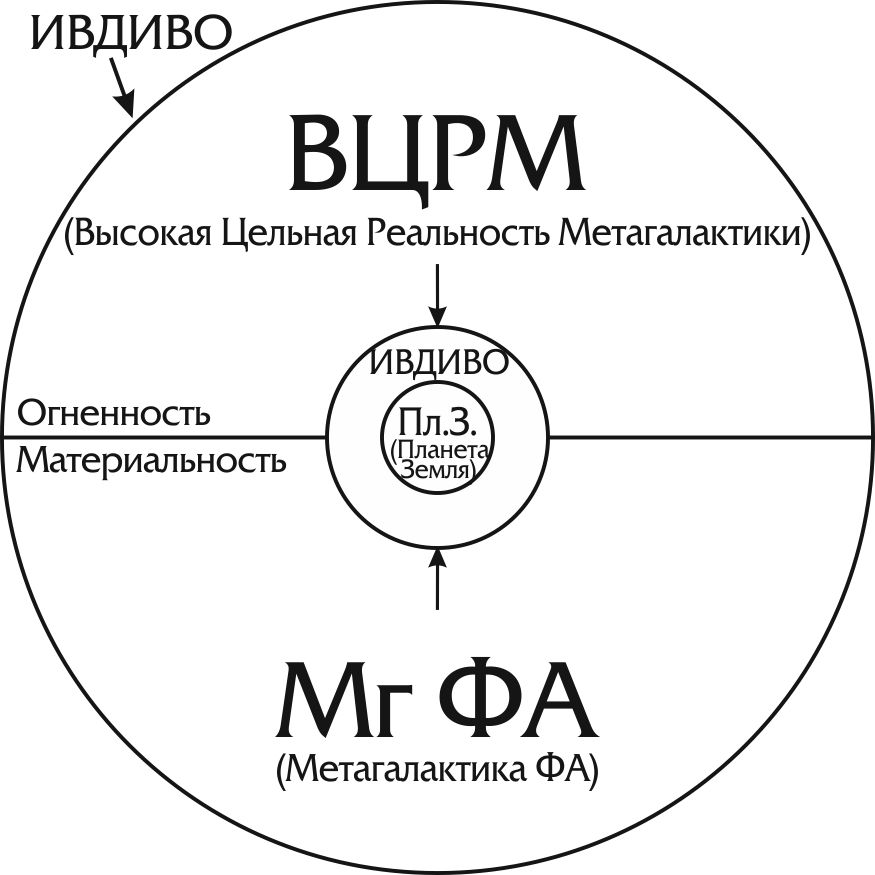 ИВДИВО
ВЦРМ
(Высокая Цельная Реальность Метагалактики)
ИВДИВО
Огненность
Пл.З.
(Планета
Земля)
Материальность
Мг ФА
(Метагалактика ФА)